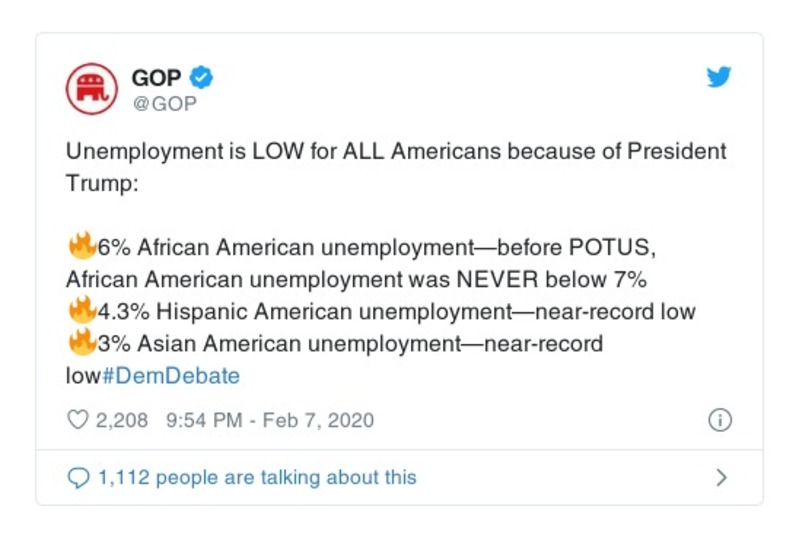 GOP
@GOP
Unemployment is LOW for ALL Americans because of President
Trump:
🔥6% African American unemployment—before POTUS,
African American unemployment was NEVER below 7%
🔥4.3% Hispanic American unemployment—near-record low
🔥3% Asian American unemployment—near-record
low#DemDebate
2,208 9:54 PM - Feb 7, 2020
1,112 people are talking about this